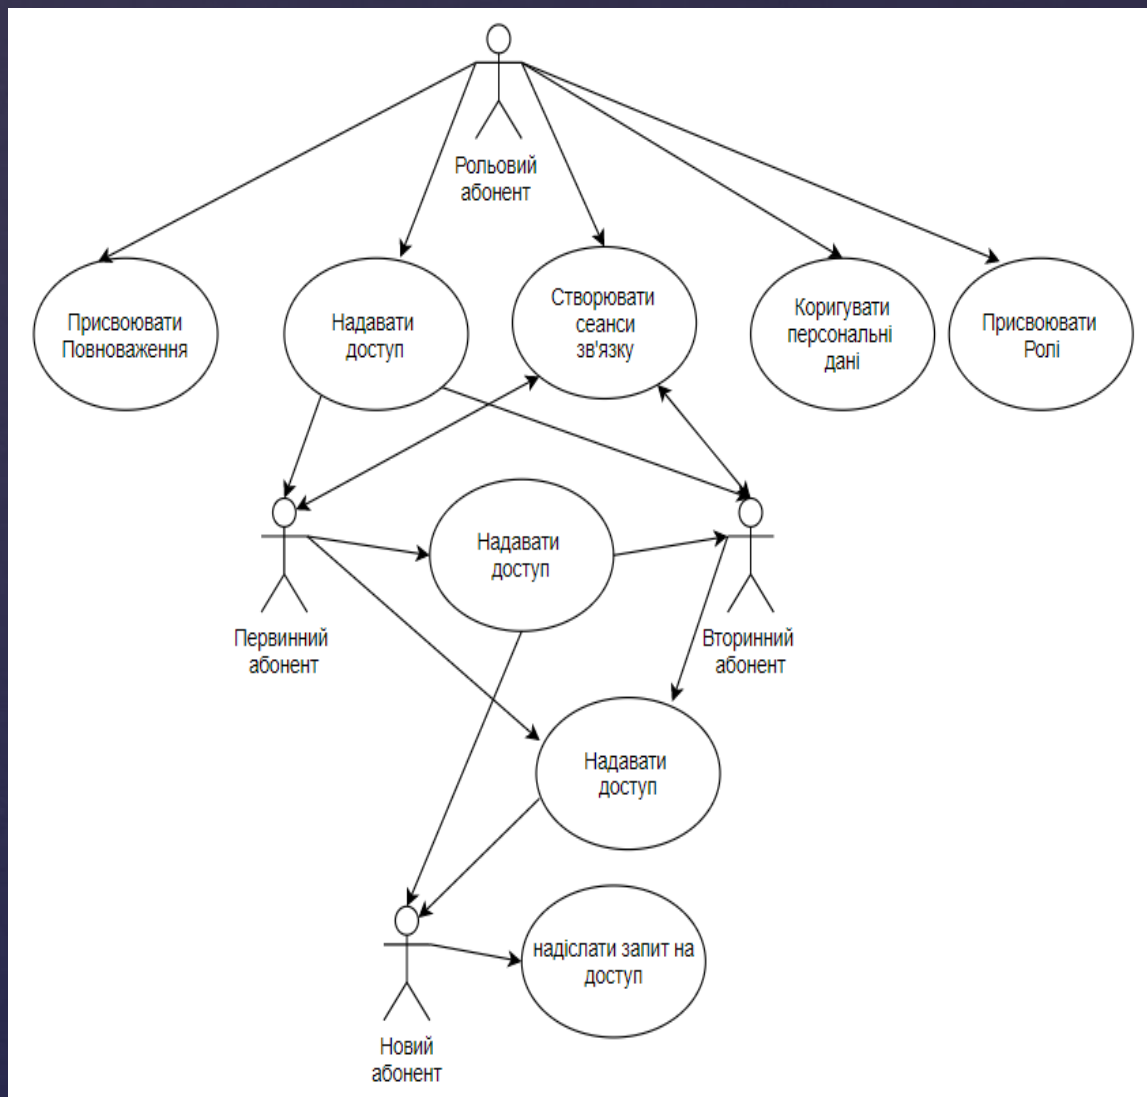 Рольовий
абонент
Присвоювати
Повноваження
Надавати
доступ
Створювати
сеанси
зв'язку
Коригувати
персональні
дані
Присвоювати
Ролі
Первинний
абонент
Надавати
доступ
Вторинний
абонент
Надавати
доступ
надіслати запит на
доступ
Новий
абонент